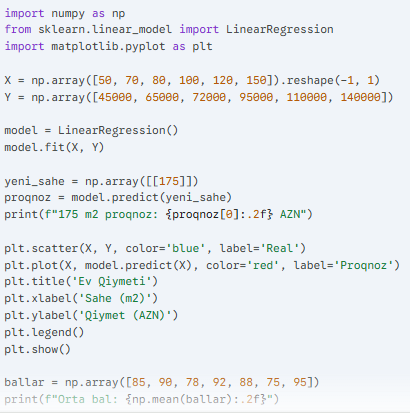 import numpy as np
from sklearn.linear_model import LinearRegression
import matplotlib.pyplot as plt
X = np.array([50, 70, 80, 100, 120, 150]).reshape(-1, 1)
Y = np.array([45000, 65000, 72000, 95000, 110000, 140000])
model = LinearRegression()
model.fit(X, Y)
yeni_sahe = np.array([[175]])
proqnoz = model.predict(yeni_sahe)
print(f"175 m2 proqnoz: {proqnoz[0]:.2f} AZN")
plt.scatter(X, Y, color='blue', label='Real')
plt.plot(X, model.predict(X), color='red', label='Proqnoz')
plt.title('Ev Qiymeti')
plt.xlabel('Sahe (m2)')
plt.ylabel('Qiymet (AZN)')
plt.legend()
plt.show()
ballar = np.array([85, 90, 78, 92, 88, 75, 95])
print(f"Orta bal: {np.mean(ballar):.2f}")